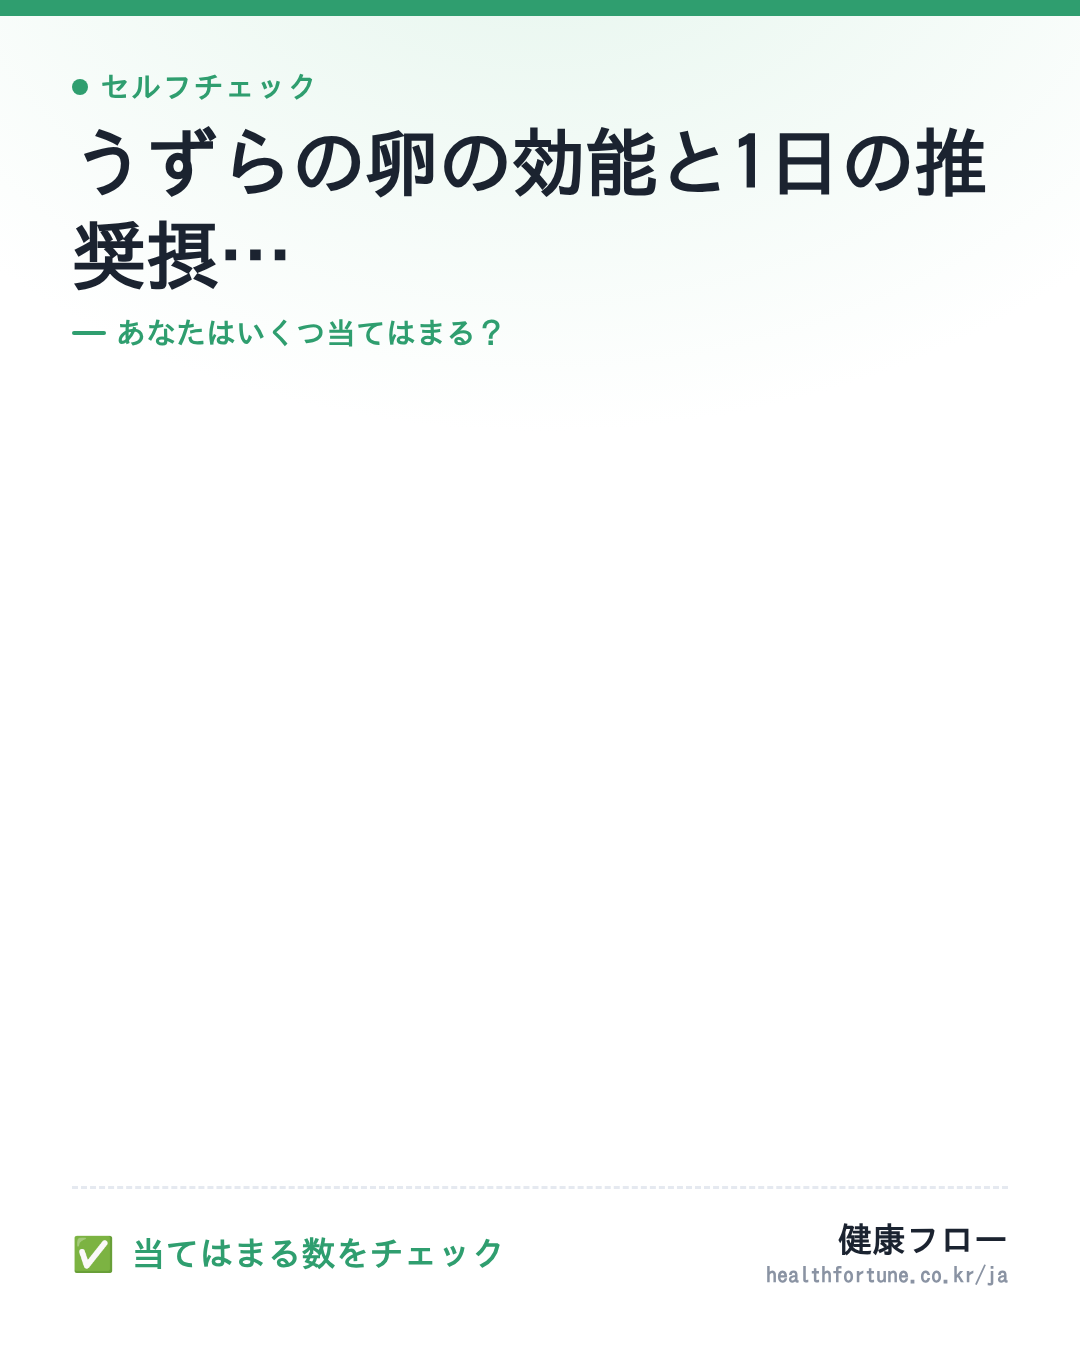 セルフチェック
うずらの卵の効能と1日の推
奨摂…
あなたはいくつ当てはまる？
✅ 当てはまる数をチェック
健康フロー
healthfortune.co.kr/ja